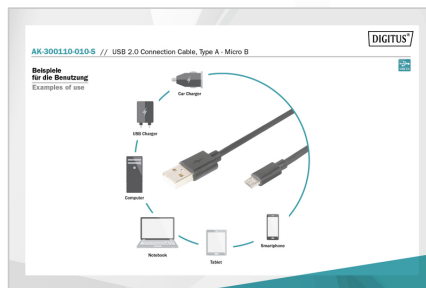 DIGITUS®
AK-300110-010-S // USB 2.0 Connection Cable, Type A - Micro B
Beispiele
für die Benutzung
Examples of use
Car Charger
USB Charger
Computer
Notebook
Tablet
Smartphone